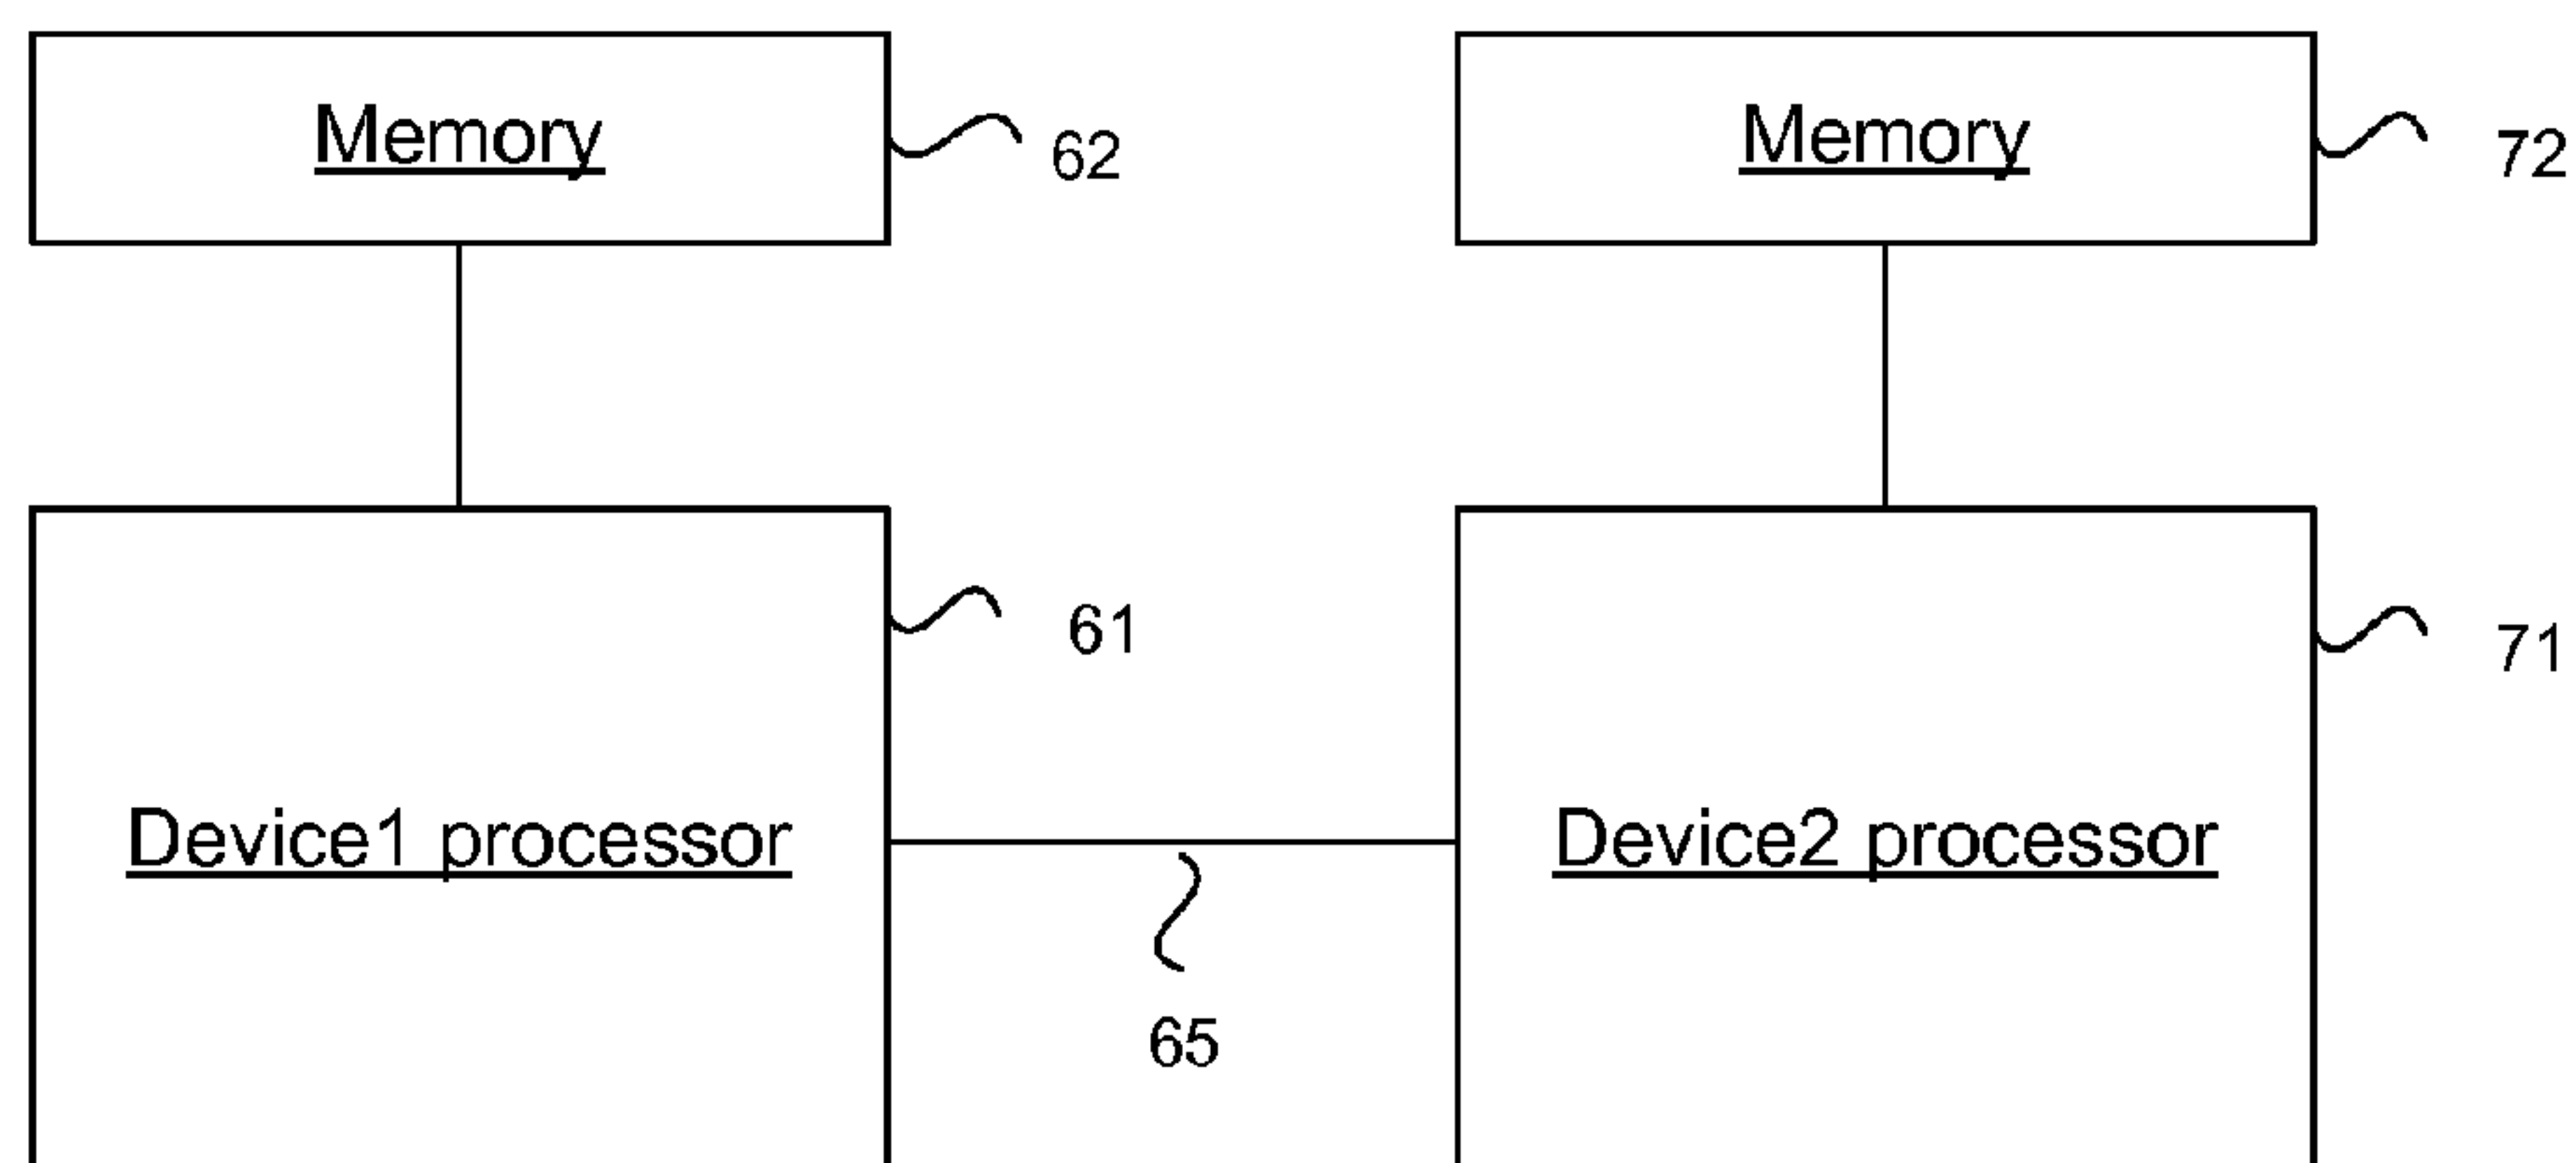 Memory
62
Memory
72
61
71
Device1 processor
Device2 processor
65